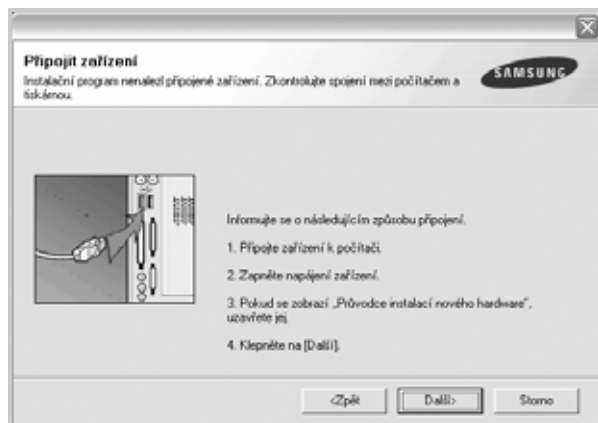 Připojit zařízení
Instalační program nenalezl připojené zařízení. Zkontrolujte spojení mezi počítačem a
tiskárnou.
SAMSUNG
Informujte se o následujícím způsobu připojení.
1. Připojte zařízení k počítači.
2. Zapněte napájení zařízení.
3. Pokud se zobrazí „Průvodce instalací nového hardware“,
uzavřete jej.
4. Klepněte na [Další].
<Zpět
Další>
Storno